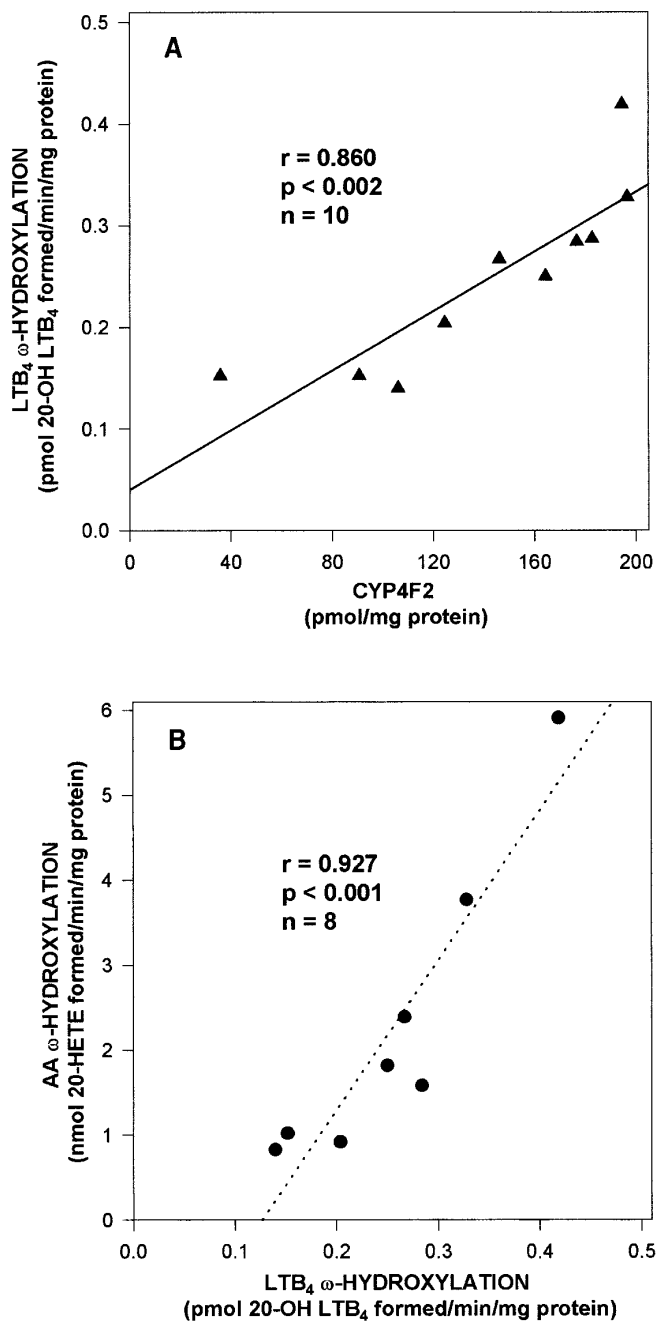 A
0.5
0.4
0.3
0.2
0.1
0.0
LTB₄ ω-HYDROXYLATION
(pmol 20-OH LTB₄ formed/min/mg protein)
r = 0.860
p < 0.002
n = 10
0
40
80
120
160
200
CYP4F2
(pmol/mg protein)
B
6
5
4
3
2
1
0
AA ω-HYDROXYLATION
(nmol 20-HETE formed/min/mg protein)
r = 0.927
p < 0.001
n = 8
0.0
0.1
0.2
0.3
0.4
0.5
LTB₄ ω-HYDROXYLATION
(pmol 20-OH LTB₄ formed/min/mg protein)